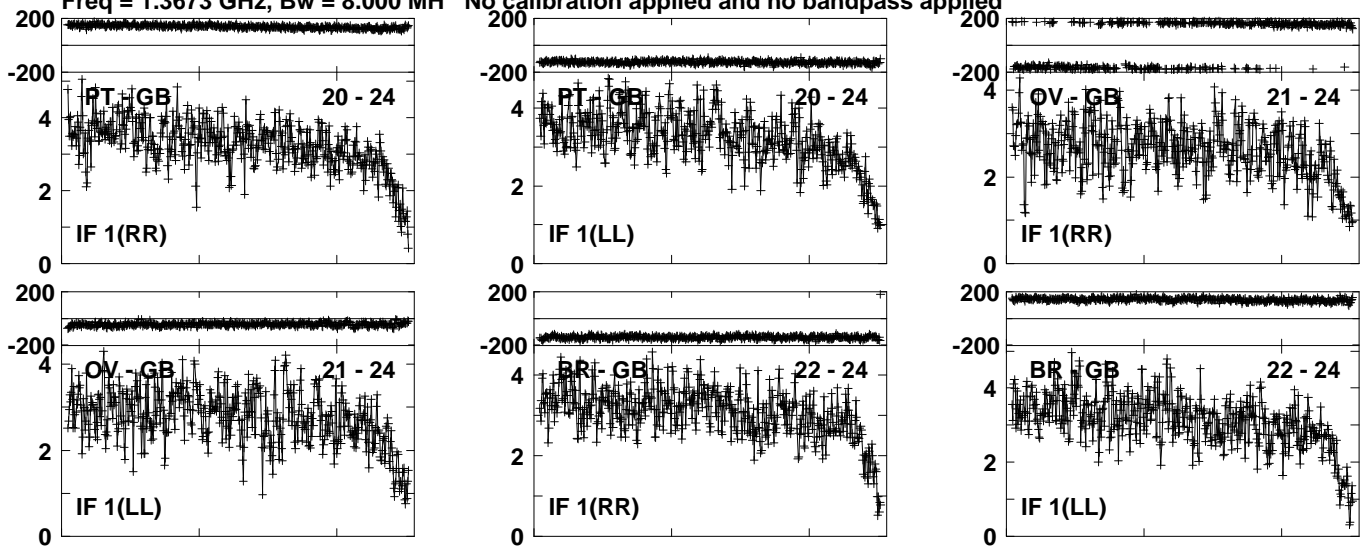 Freq = 1.3673 GHz, Bw = 8.000 MH No calibration applied and no bandpass applied
200
-200
PT - GB 20 - 24
4
2
IF 1(RR)
0
PT - GB 20 - 24
4
2
IF 1(LL)
0
200
-200
OV - GB 21 - 24
4
2
IF 1(RR)
0
200
-200
OV - GB 21 - 24
4
2
IF 1(LL)
0
BR - GB 22 - 24
4
2
IF 1(RR)
0
200
-200
BR - GB 22 - 24
4
2
IF 1(LL)
0
200
-200
200
-200